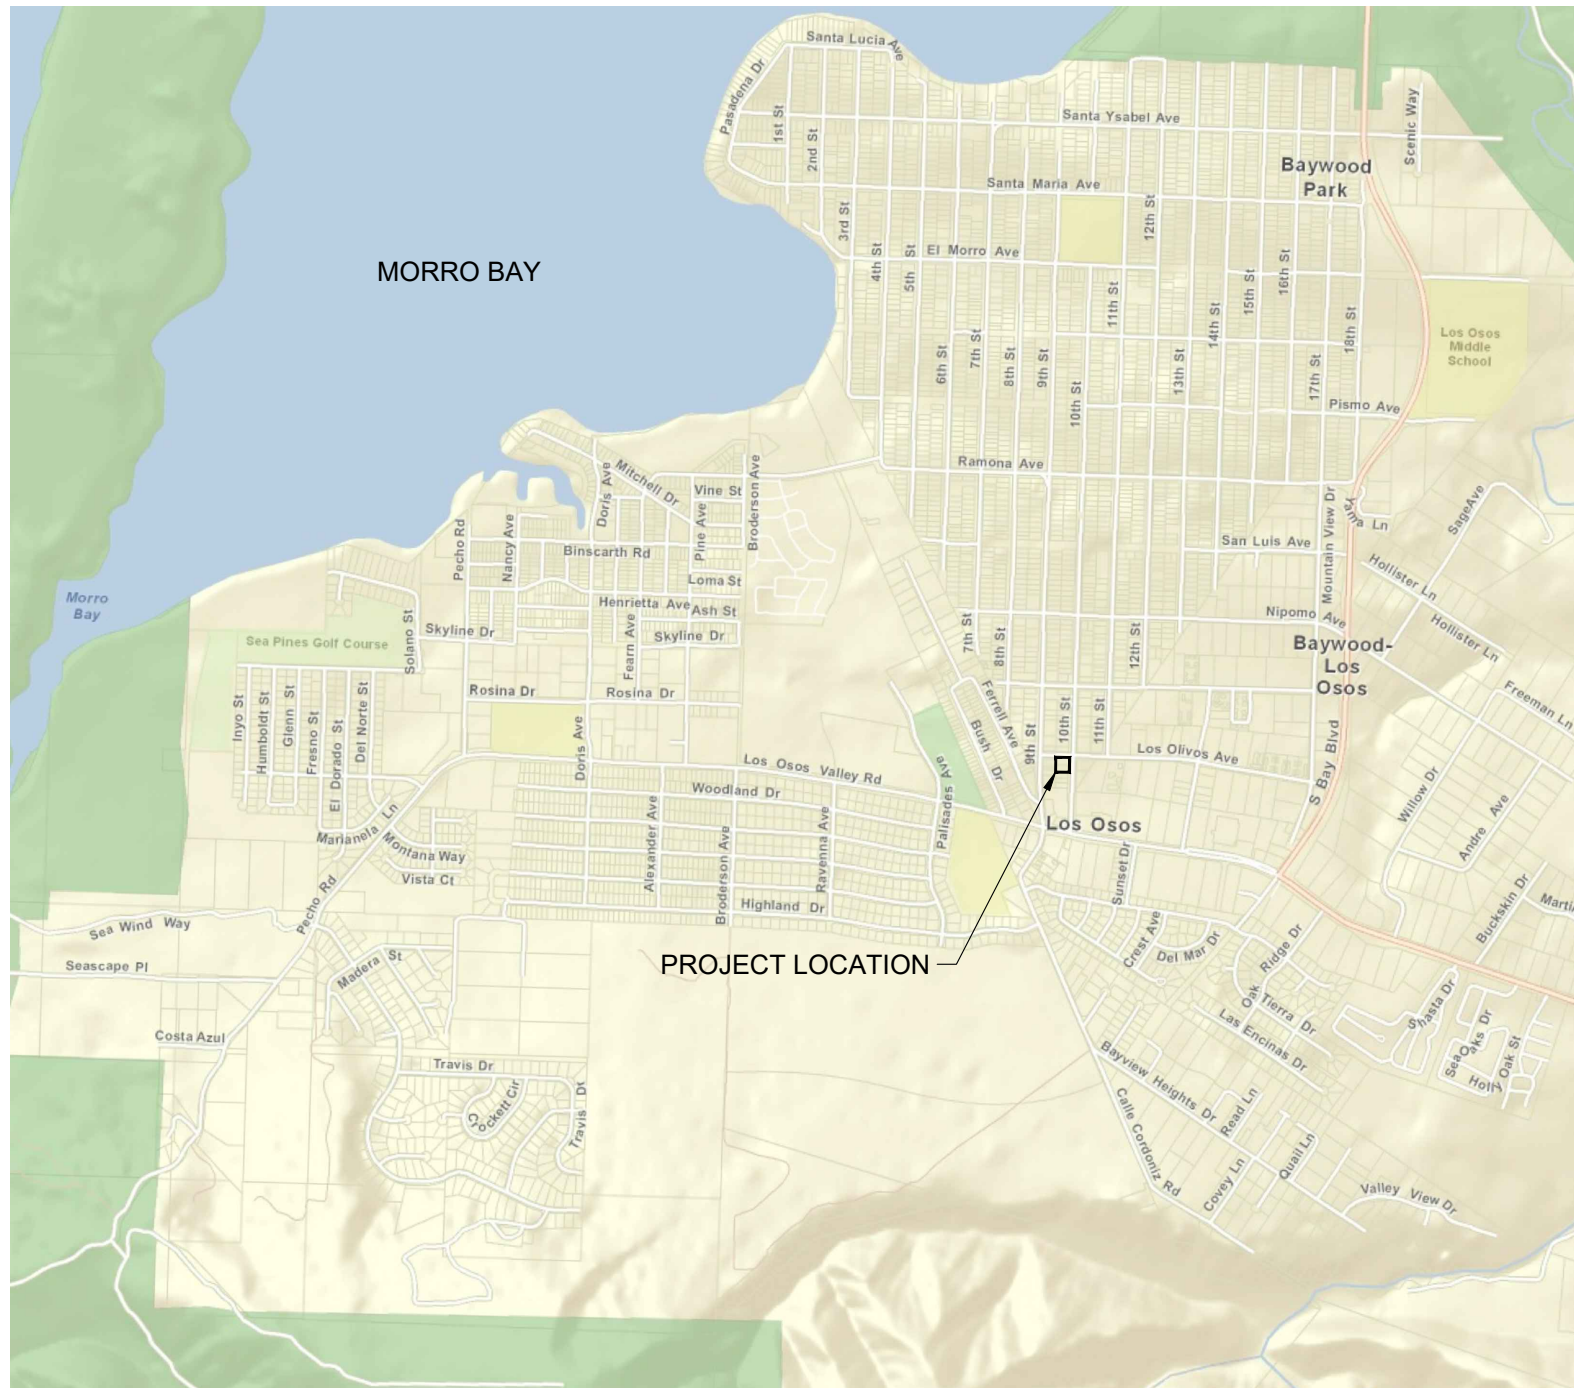 Santa Lucia Ave
Pasadena Dr
1st St
2nd St
Santa Ysabel Ave
Scenic Way
Baywood
Park
Santa Maria Ave
12th St
3rd St
4th St
5th St
El Morro Ave
MORRO BAY
11th St
14th St
15th St
16th St
18th St
Los Osos
Middle
School
6th St
7th St
8th St
9th St
10th St
13th St
17th St
Pismo Ave
Ramona Ave
Mitchell Dr
Doris Ave
Vine St
Pine Ave
Broderson Ave
Pecho Rd
Nancy Ave
Binscarth Rd
Loma St
Henrietta Ave
Ash St
Skyline Dr
Fearn Ave
Skyline Dr
Solano St
Morro
Bay
Sea Pines Golf Course
Rosina Dr
Rosina Dr
Yama Ln
Sage Ave
San Luis Ave
Mountain View Dr
Hollister Ln
Hollister Ln
Nipomo Ave
Baywood-
Los
Osos
Freeman Ln
7th St
8th St
12th St
Ferrell Ave
Bush Dr
9th St
10th St
11th St
Los Olivos Ave
S Bay Blvd
Willow Dr
Andre Ave
Inyo St
Humboldt St
Glenn St
Fresno St
El Dorado St
Del Norte St
Doris Ave
Los Osos Valley Rd
Woodland Dr
Palisades Ave
Los Osos
Marianela Ln
Montana Way
Vista Ct
Alexander Ave
Broderson Ave
Ravenna Ave
Highland Dr
Sunset Dr
Buckskin Dr
Marti
Pecho Rd
Sea Wind Way
Seascape Pl
Madera St
PROJECT LOCATION
Crest Ave
Del Mar Dr
Oak Ridge Dr
Tierra Dr
Las Encinas Dr
Shasta Dr
Sea Oaks Dr
Holly Oak St
Costa Azul
Travis Dr
Crockett Cir
Travis Dt
Bayview Heights Dr
Calle Cordoniz Rd
Read Ln
Quail Ln
Covey Ln
Valley View Dr